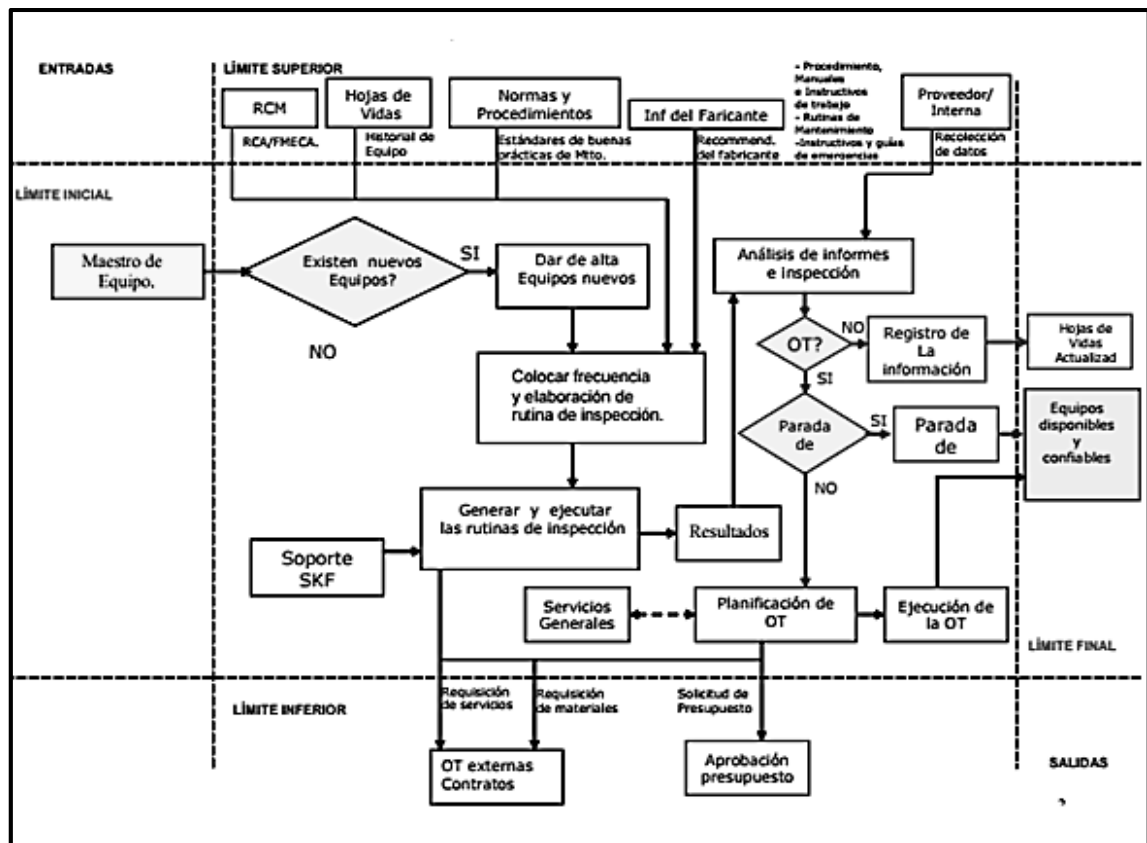 ENTRADAS
LÍMITE SUPERIOR
RCM
RCA/FMECA.
Hojas de
Vidas
Historial de
Equipo
Normas y
Procedimientos
Estándares de buenas
prácticas de Mtto.
Inf del Faricante
Recommend.
del fabricante
- Procedimiento,
Manuales
e Instructivos
de trabajo
- Rutinas de
Mantenimiento
-Instructivos y guías
de emergencias
Proveedor/
Interna
Recolección
de datos
LÍMITE INICIAL
Maestro de
Equipo.
Existen nuevos
Equipos?
SI
NO
Dar de alta
Equipos nuevos
Colocar frecuencia
y elaboración de
rutina de inspección.
Generar y ejecutar
las rutinas de inspección
Soporte
SKF
Resultados
Análisis de informes
e inspección
OT?
NO
SI
Registro de
La
información
Hojas de
Vidas
Actualizad
Parada
de
SI
NO
Parada
de
Equipos
disponibles
y
confiables
Servicios
Generales
Planificación de
OT
Ejecución de
la OT
LÍMITE FINAL
LÍMITE INFERIOR
Requisición
de servicios
Requisición
de materiales
Solicitud de
Presupuesto
OT externas
Contratos
Aprobación
presupuesto
SALIDAS